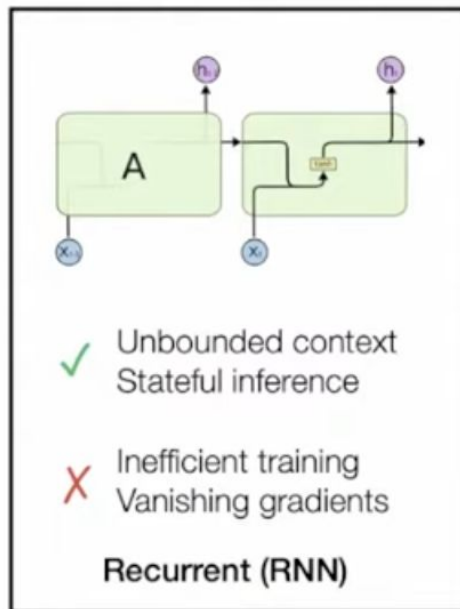 A
Unbounded context
Stateful inference
Inefficient training
Vanishing gradients
Recurrent (RNN)